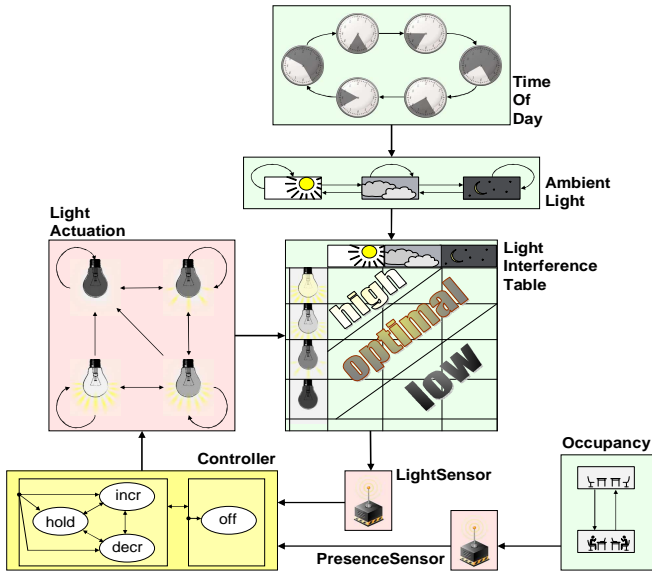 Time
Of
Day
Ambient
Light
Light
Actuation
Light
Interference
Table
high
optimal
low
Controller
LightSensor
Occupancy
incr
hold
off
decr
PresenceSensor